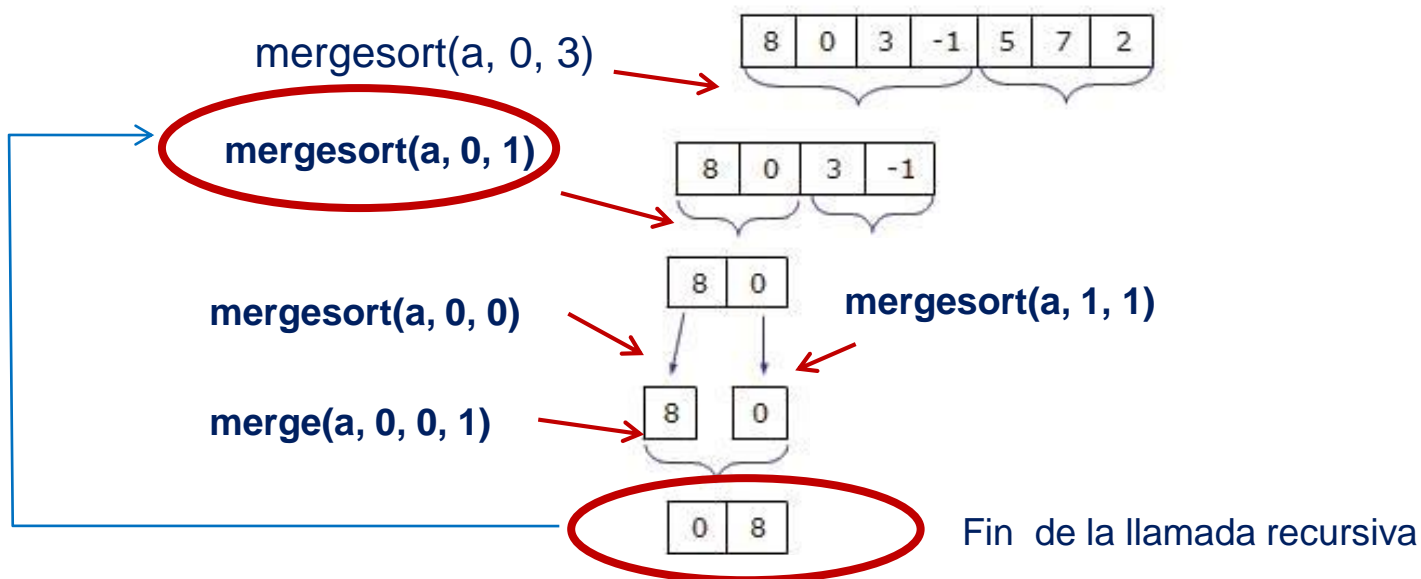 mergesort(a, 0, 3)
8 0 3 -1 5 7 2
mergesort(a, 0, 1)
8 0 3 -1
8 0
mergesort(a, 0, 0)
mergesort(a, 1, 1)
8 0
merge(a, 0, 0, 1)
0 8
Fin de la llamada recursiva